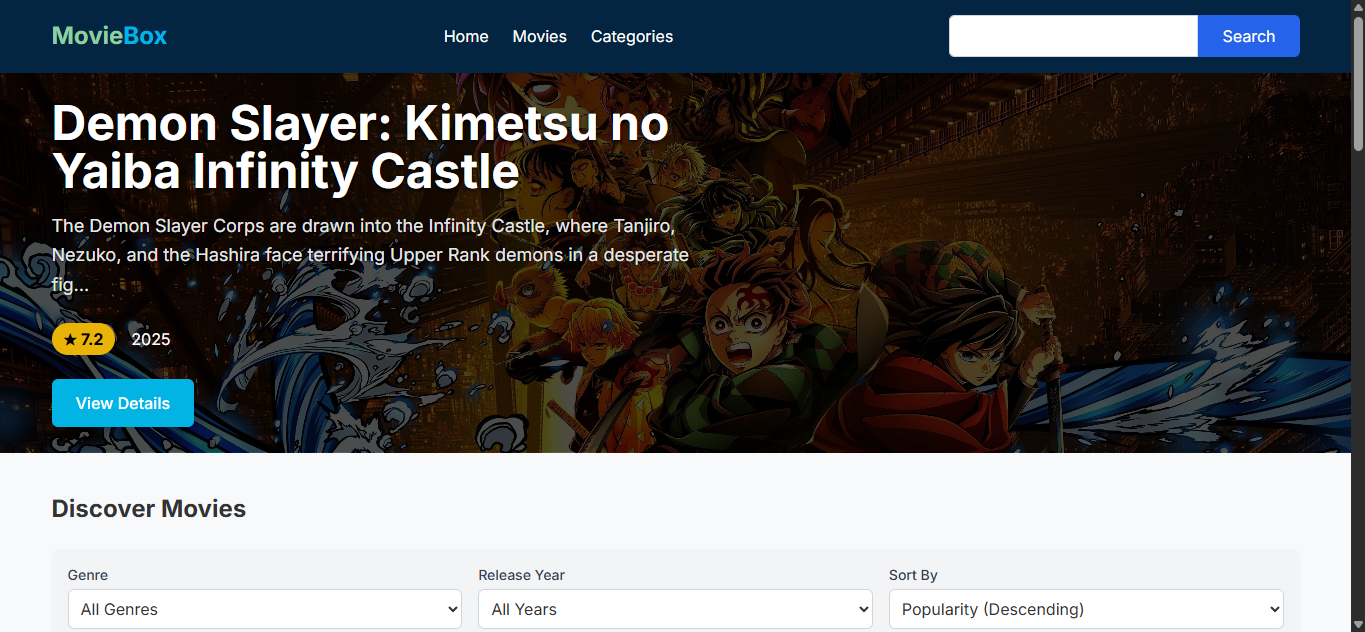 MovieBox
Home Movies Categories
Search
Demon Slayer: Kimetsu no
Yaiba Infinity Castle
The Demon Slayer Corps are drawn into the Infinity Castle, where Tanjiro,
Nezuko, and the Hashira face terrifying Upper Rank demons in a desperate
fig...
★ 7.2 2025
View Details
Discover Movies
Genre Release Year Sort By
All Genres All Years Popularity (Descending)